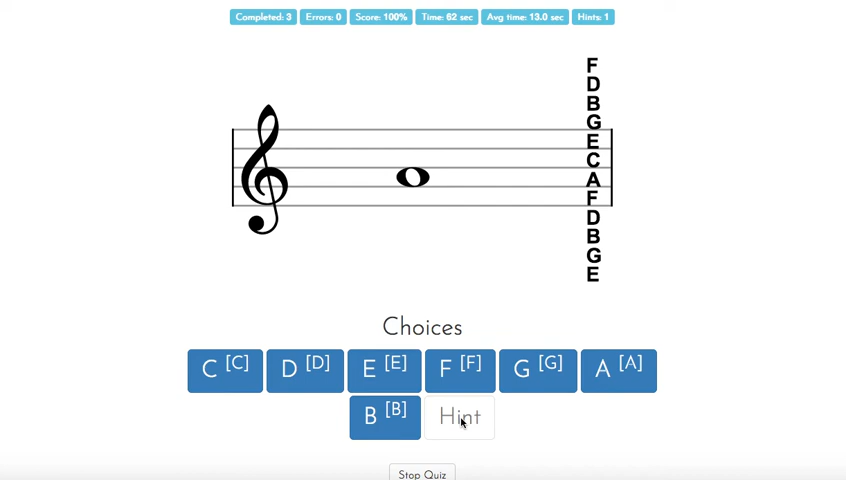 Completed: 3 Errors: 0 Score: 100% Time: 62 sec Avg time: 13.0 sec Hints: 1
F
D
B
G
E
C
A
F
D
B
G
E
Choices
C [C] D [D] E [E] F [F] G [G] A [A]
B [B] Hint
Stop Quiz